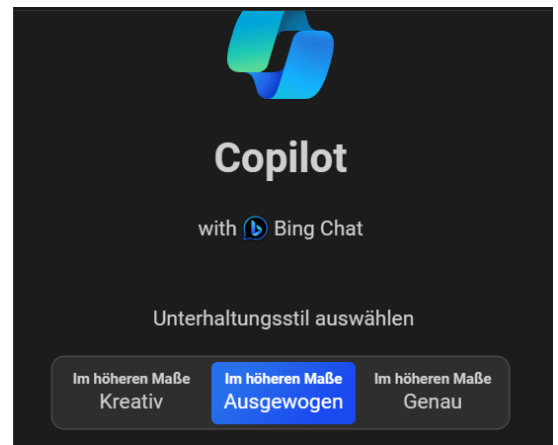 Copilot
with Bing Chat
Unterhaltungsstil auswählen
Im höheren Maße
Kreativ
Im höheren Maße
Ausgewogen
Im höheren Maße
Genau